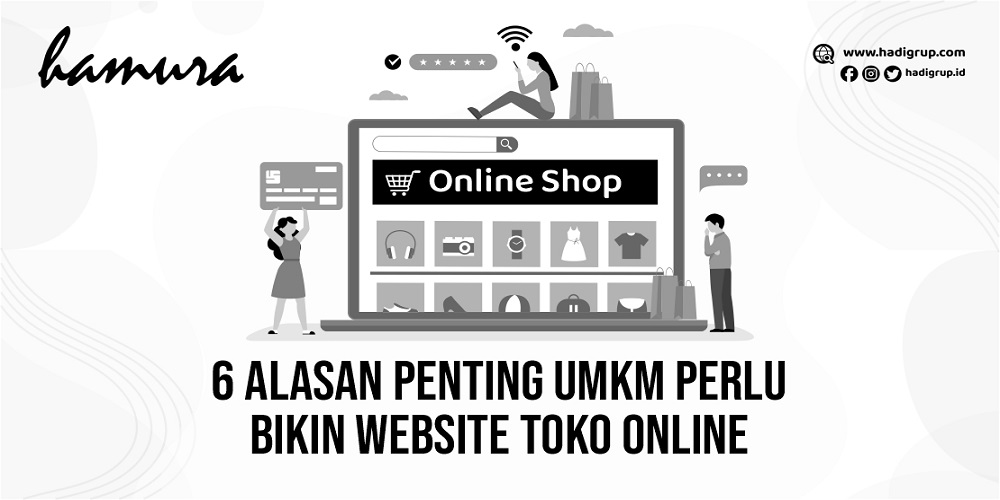 hamura
www.hadigrup.com
hadigrup.id
Online Shop
6 ALASAN PENTING UMKM PERLU
BIKIN WEBSITE TOKO ONLINE